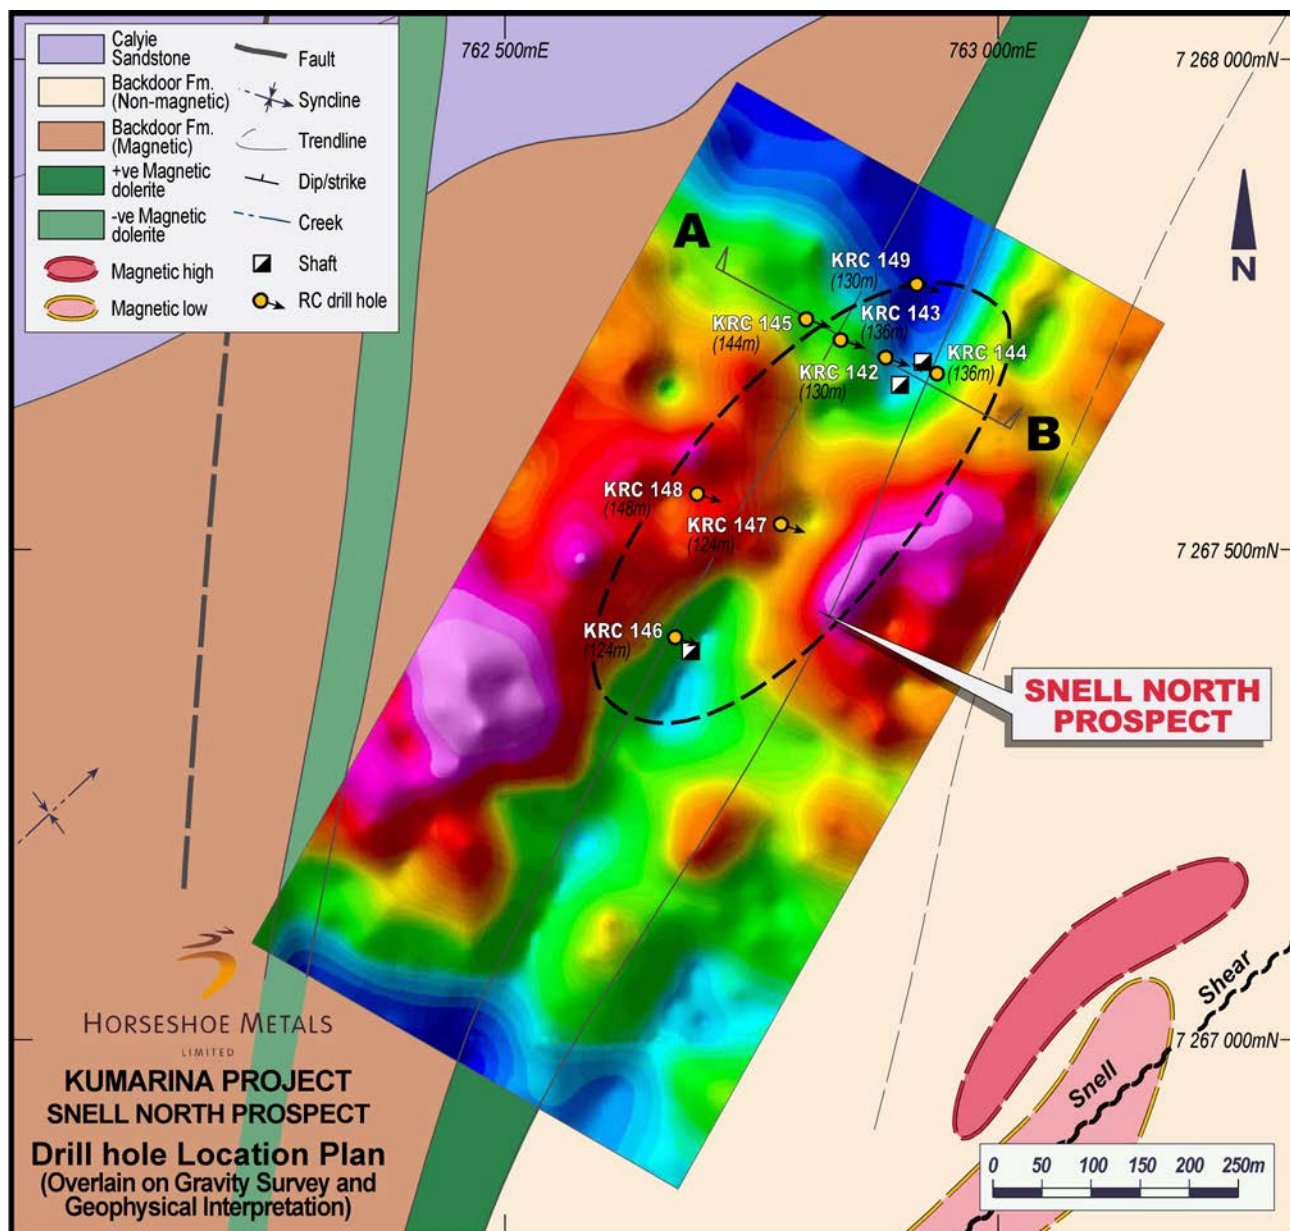 762 500mE
763 000mE
7 268 000mN
Calyie
Sandstone
Backdoor Fm.
(Non-magnetic)
Backdoor Fm.
(Magnetic)
+ve Magnetic
dolerite
-ve Magnetic
dolerite
Magnetic high
Magnetic low
Fault
Syncline
Trendline
Dip/strike
Creek
Shaft
RC drill hole
N
A
KRC 149
(130m)
KRC 143
(136m)
KRC 145
(144m)
KRC 142
(130m)
KRC 144
(136m)
B
KRC 148
(148m)
KRC 147
(124m)
7 267 500mN
KRC 146
(124m)
SNELL NORTH
PROSPECT
Shear
Snell
7 267 000mN
HORSESHOE METALS
LIMITED
KUMARINA PROJECT
SNELL NORTH PROSPECT
Drill hole Location Plan
(Overlain on Gravity Survey and
Geophysical Interpretation)
0 50 100 150 200 250m